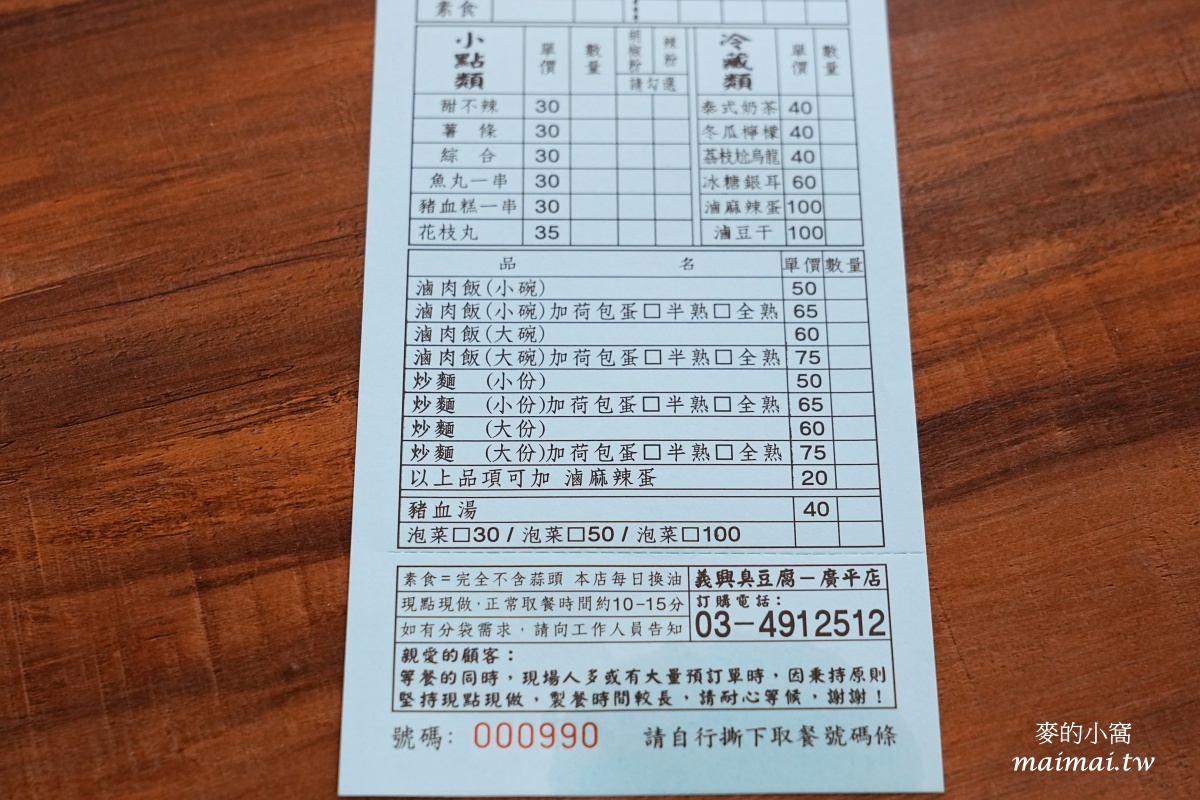 素食
小點類 單價 數量 胡椒粉 辣粉 請勾選 冷藏類 單價 數量
甜不辣 30 泰式奶茶 40
薯條 30 冬瓜檸檬 40
綜合 30 荔枝尬烏龍 40
魚丸一串 30 冰糖銀耳 60
豬血糕一串 30 滷麻辣蛋 100
花枝丸 35 滷豆干 100
品名 單價 數量
滷肉飯(小碗) 50
滷肉飯(小碗)加荷包蛋□半熟□全熟 65
滷肉飯(大碗) 60
滷肉飯(大碗)加荷包蛋□半熟□全熟 75
炒麵 (小份) 50
炒麵 (小份)加荷包蛋□半熟□全熟 65
炒麵 (大份) 60
炒麵 (大份)加荷包蛋□半熟□全熟 75
以上品項可加 滷麻辣蛋 20
豬血湯 40
泡菜□30 / 泡菜□50 / 泡菜□100
素食=完全不含蒜頭 本店每日換油
現點現做,正常取餐時間約10-15分
如有分袋需求,請向工作人員告知
義興臭豆腐-廣平店
訂購電話:
03-4912512
親愛的顧客:
等餐的同時,現場人多或有大量預訂單時,因秉持原則
堅持現點現做,製餐時間較長,請耐心等候,謝謝!
號碼: 000990 請自行撕下取餐號碼條
麥的小窩
maimai.tw